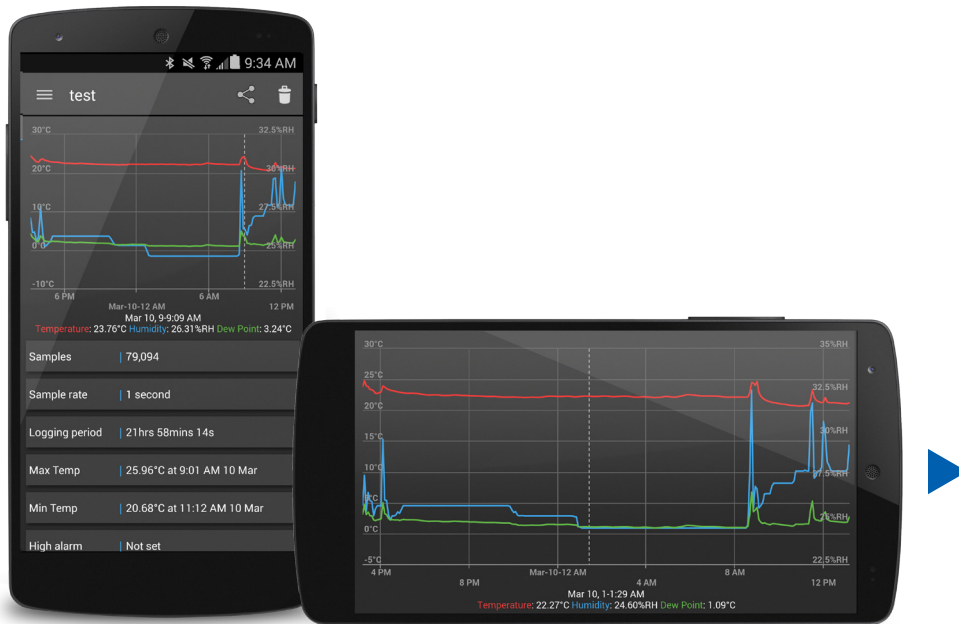 9:34 AM
test
30°C 32.5%RH
20°C 30%RH
10°C 27.5%RH
0°C 25%RH
-10°C 22.5%RH
6 PM Mar-10-12 AM 6 AM 12 PM
Mar 10, 9-9:09 AM
Temperature: 23.76°C Humidity: 26.31%RH Dew Point: 3.24°C
Samples | 79,094
Sample rate | 1 second
Logging period | 21hrs 58mins 14s
Max Temp | 25.96°C at 9:01 AM 10 Mar
Min Temp | 20.68°C at 11:12 AM 10 Mar
High alarm | Not set
30°C 35%RH
25°C 32.5%RH
20°C
15°C 30%RH
10°C 27.5%RH
5°C
0°C 25%RH
-5°C 22.5%RH
4 PM 8 PM Mar-10-12 AM 4 AM 8 AM 12 PM
Mar 10, 1-1:29 AM
Temperature: 22.27°C Humidity: 24.60%RH Dew Point: 1.09°C